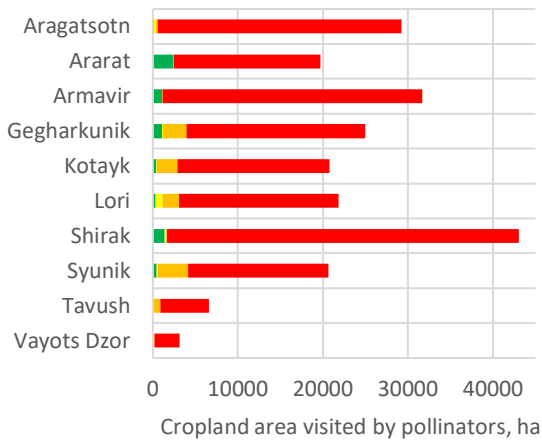 Aragatsotn
Ararat
Armavir
Gegharkunik
Kotayk
Lori
Shirak
Syunik
Tavush
Vayots Dzor
0 10000 20000 30000 40000
Cropland area visited by pollinators, ha